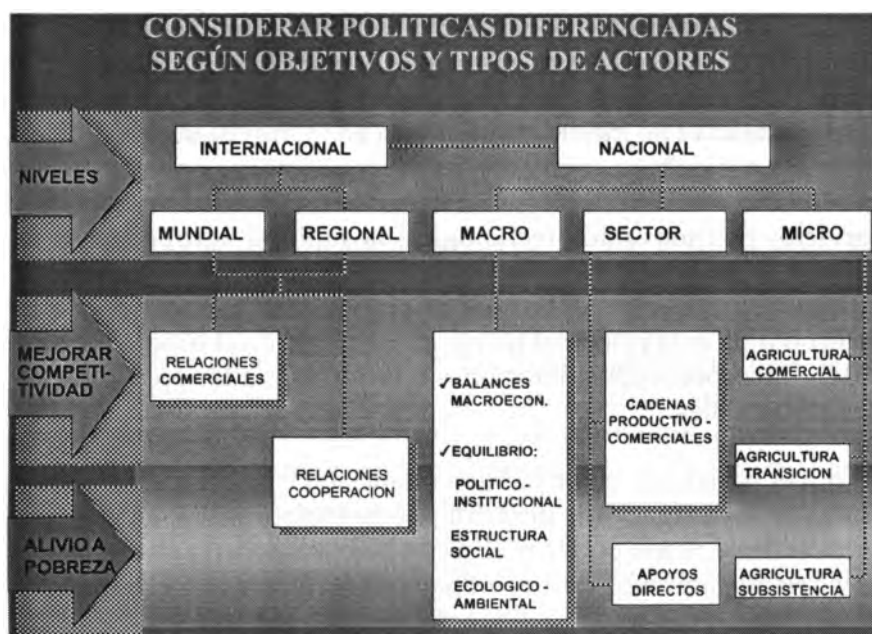 CONSIDERAR POLITICAS DIFERENCIADAS
SEGÚN OBJETIVOS Y TIPOS DE ACTORES
NIVELES
INTERNACIONAL
NACIONAL
MUNDIAL
REGIONAL
MACRO
SECTOR
MICRO
MEJORAR
COMPETI-
TIVIDAD
RELACIONES
COMERCIALES
RELACIONES
COOPERACION
✓BALANCES
MACROECON.
✓EQUILIBRIO:
POLITICO -
INSTITUCIONAL
ESTRUCTURA
SOCIAL
ECOLOGICO -
AMBIENTAL
CADENAS
PRODUCTIVO -
COMERCIALES
AGRICULTURA
COMERCIAL
AGRICULTURA
TRANSICION
ALIVIO A
POBREZA
APOYOS
DIRECTOS
AGRICULTURA
SUBSISTENCIA